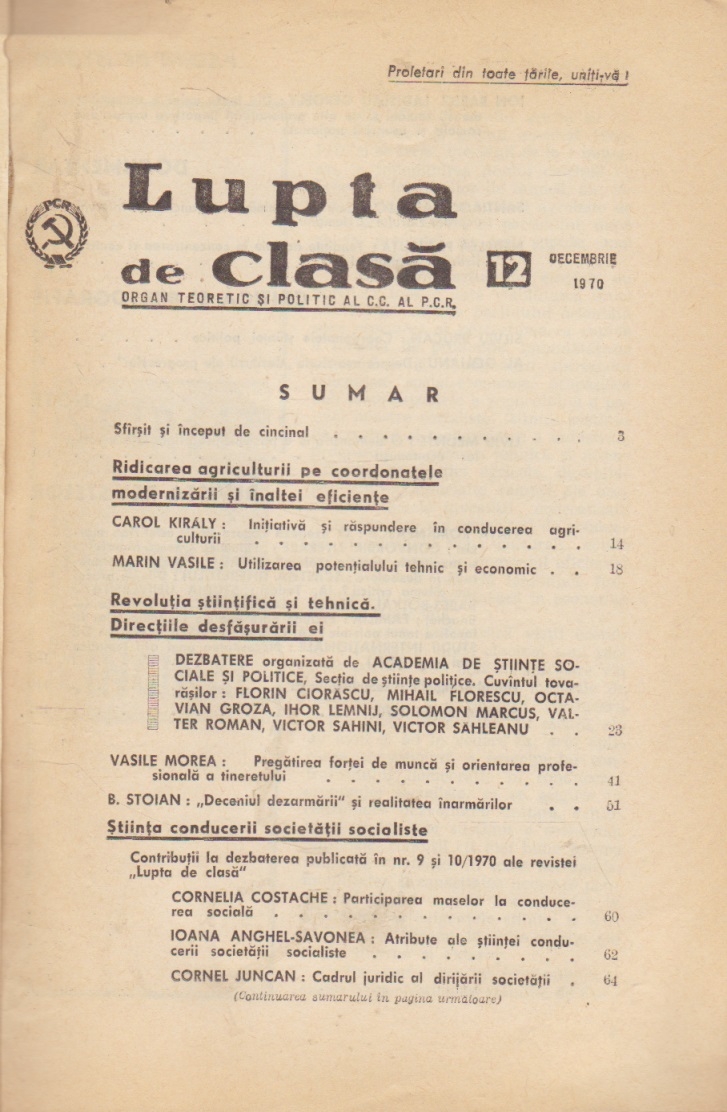 Proletari din toate țările, uniți-vă !
PCR
Lupta
de clasă 12 DECEMBRIE
1970
ORGAN TEORETIC ȘI POLITIC AL C.C. AL P.C.R.
SUMAR
Sfîrșit și început de cincinal . . . . . . . . . . 3
Ridicarea agriculturii pe coordonatele
modernizării și înaltei eficiențe
CAROL KIRÁLY : Inițiativă și răspundere în conducerea agri-
culturii . . . . . . . . . . . . . 14
MARIN VASILE : Utilizarea potențialului tehnic și economic . . 18
Revoluția științifică și tehnică.
Direcțiile desfășurării ei
DEZBATERE organizată de ACADEMIA DE ȘTIINȚE SO-
CIALE ȘI POLITICE, Secția de științe politice. Cuvîntul tova-
rășilor : FLORIN CIORĂSCU, MIHAIL FLORESCU, OCTA-
VIAN GROZA, IHOR LEMNIJ, SOLOMON MARCUS, VAL-
TER ROMAN, VICTOR SAHINI, VICTOR SĂHLEANU . . 23
VASILE MOREA : Pregătirea forței de muncă și orientarea profe-
sională a tineretului . . . . . . . . . . 41
B. STOIAN : „Deceniul dezarmării" și realitatea înarmărilor . . 51
Știința conducerii societății socialiste
Contribuții la dezbaterea publicată în nr. 9 și 10/1970 ale revistei
„Lupta de clasă"
CORNELIA COSTACHE : Participarea maselor la conduce-
rea socială . . . . . . . . . . . . 60
IOANA ANGHEL-SAVONEA : Atribute ale științei condu-
cerii societății socialiste . . . . . . . . 62
CORNEL JUNCAN : Cadrul juridic al dirijării societății . 64
(Continuarea sumarului în pagina următoare)